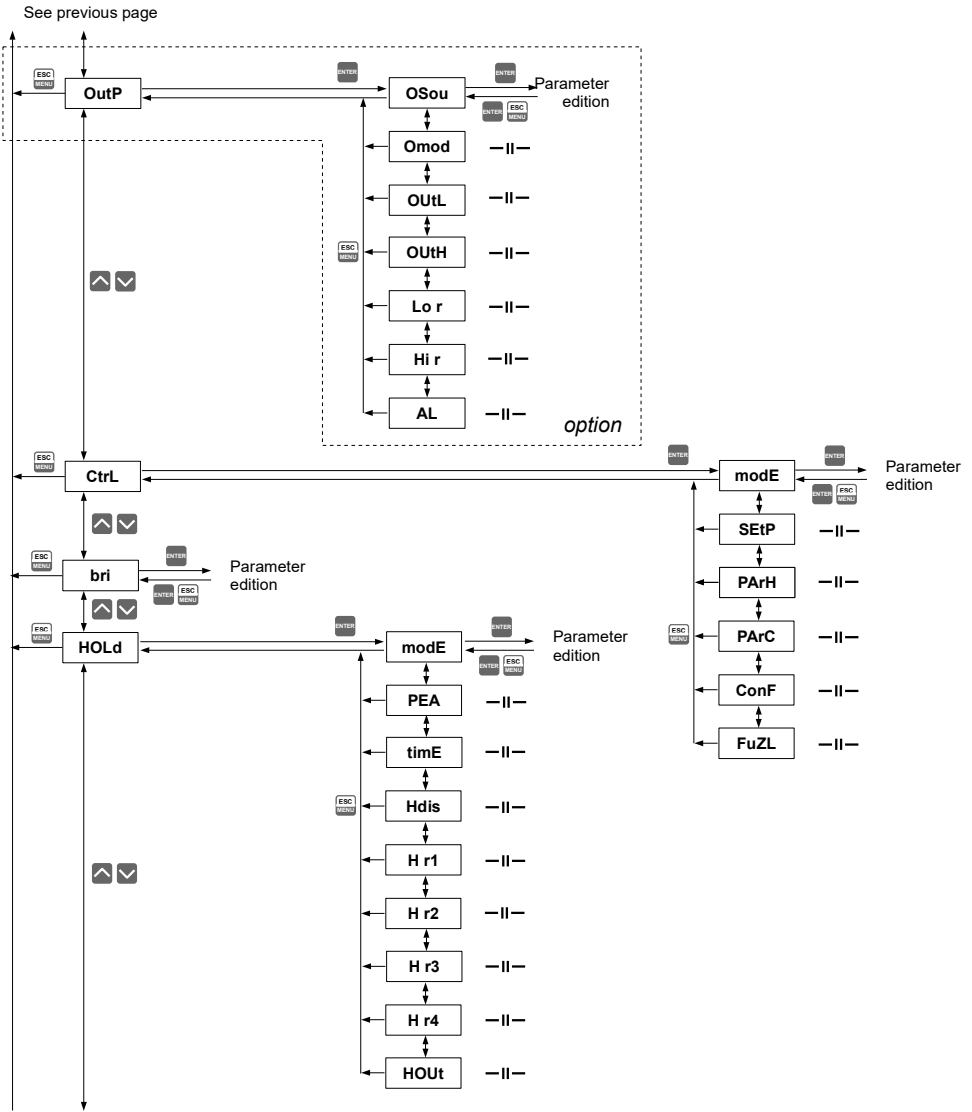 See previous page
ESC
MENU
OutP
ENTER
OSou
ENTER
Parameter
edition
ENTER
ESC
MENU
Omod
—II—
OUtL
—II—
ESC
MENU
OUtH
—II—
Lo r
—II—
Hi r
—II—
AL
—II—
option
ESC
MENU
CtrL
ENTER
modE
ENTER
Parameter
edition
ENTER
ESC
MENU
SEtP
—II—
PArH
—II—
ESC
MENU
PArC
—II—
ConF
—II—
FuZL
—II—
ESC
MENU
bri
ENTER
Parameter
edition
ENTER
ESC
MENU
ESC
MENU
HOLd
ENTER
modE
ENTER
Parameter
edition
ENTER
ESC
MENU
PEA
—II—
timE
—II—
ESC
MENU
Hdis
—II—
H r1
—II—
H r2
—II—
H r3
—II—
H r4
—II—
HOUt
—II—